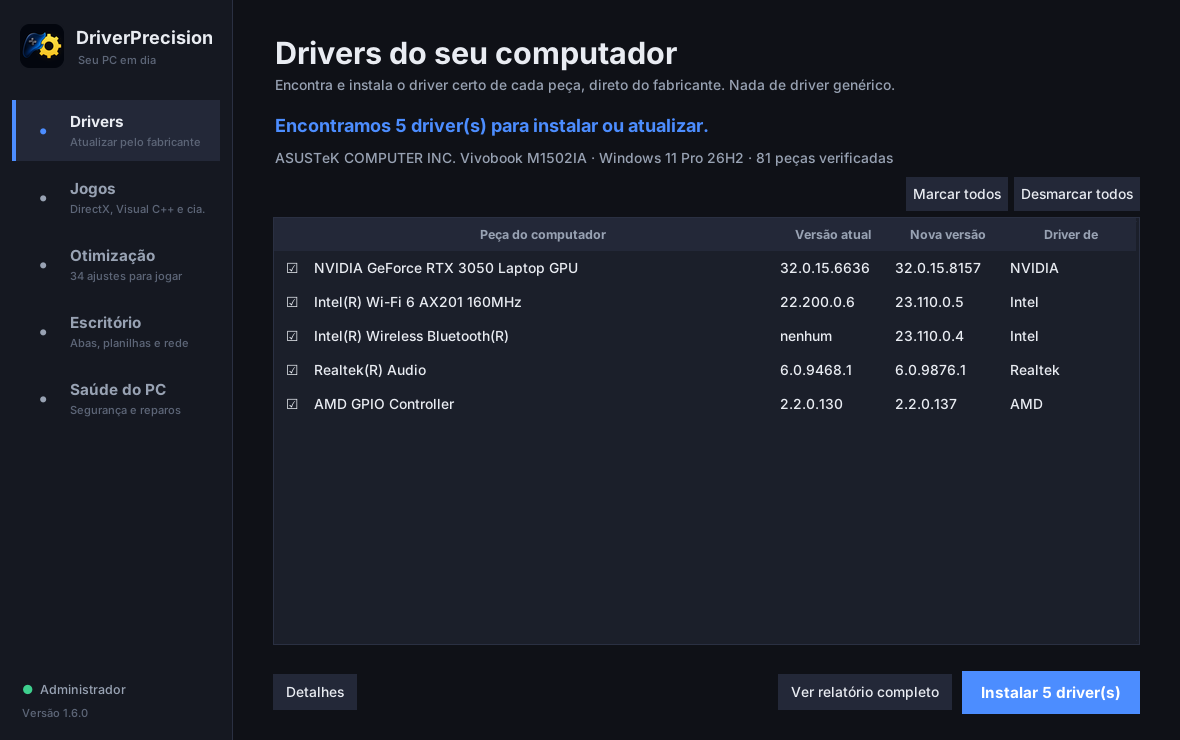 DriverPrecision
Seu PC em dia
Drivers
Atualizar pelo fabricante
Jogos
DirectX, Visual C++ e cia.
Otimização
34 ajustes para jogar
Escritório
Abas, planilhas e rede
Saúde do PC
Segurança e reparos
Administrador
Versão 1.6.0
Drivers do seu computador
Encontra e instala o driver certo de cada peça, direto do fabricante. Nada de driver genérico.
Encontramos 5 driver(s) para instalar ou atualizar.
ASUSTeK COMPUTER INC. Vivobook M1502IA · Windows 11 Pro 26H2 · 81 peças verificadas
Marcar todos Desmarcar todos
Peça do computador Versão atual Nova versão Driver de
☑ NVIDIA GeForce RTX 3050 Laptop GPU 32.0.15.6636 32.0.15.8157 NVIDIA
☑ Intel(R) Wi-Fi 6 AX201 160MHz 22.200.0.6 23.110.0.5 Intel
☑ Intel(R) Wireless Bluetooth(R) nenhum 23.110.0.4 Intel
☑ Realtek(R) Audio 6.0.9468.1 6.0.9876.1 Realtek
☑ AMD GPIO Controller 2.2.0.130 2.2.0.137 AMD
Detalhes Ver relatório completo Instalar 5 driver(s)